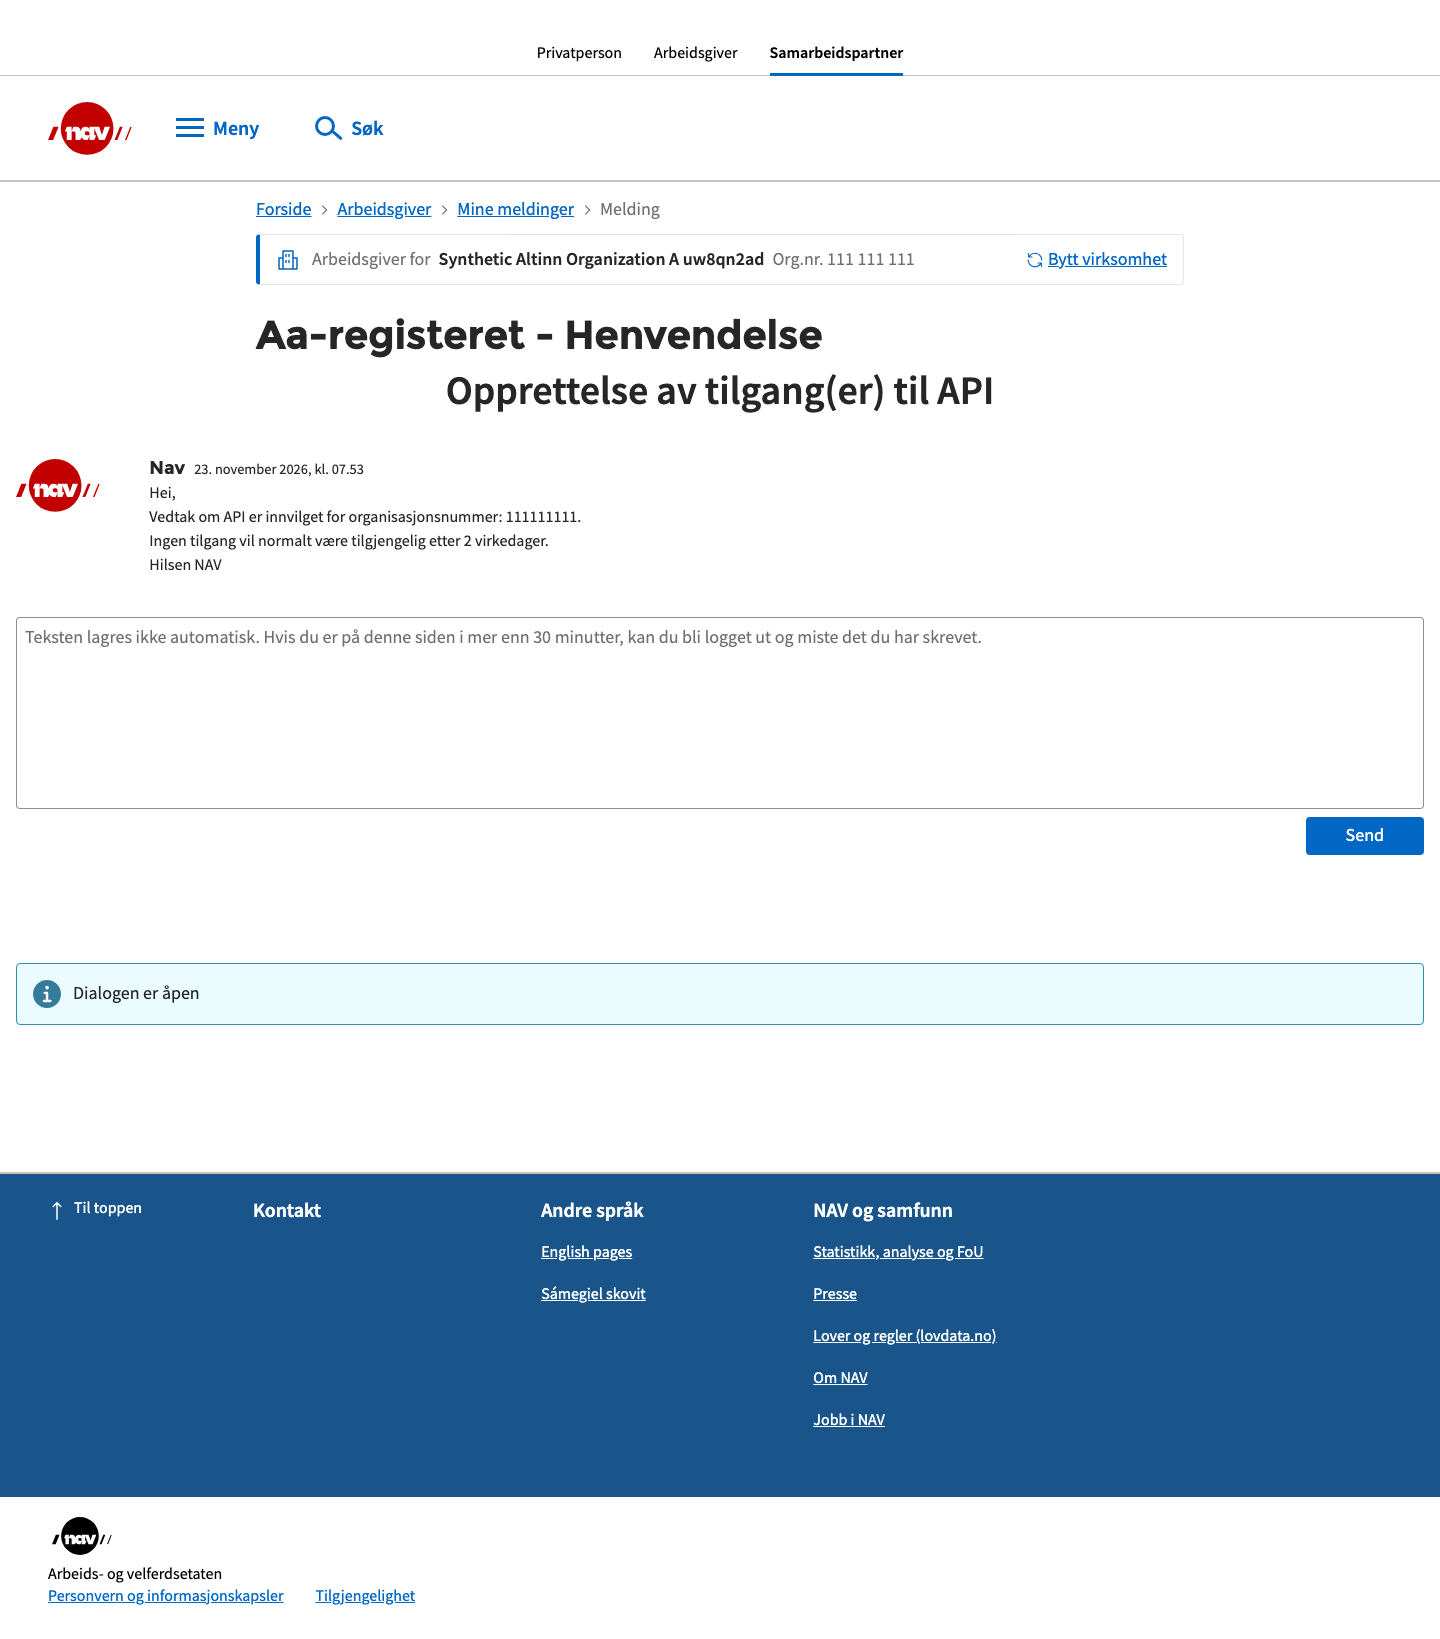 Privatperson Arbeidsgiver Samarbeidspartner
nav Meny Søk
Forside Arbeidsgiver Mine meldinger Melding
Arbeidsgiver for Synthetic Altinn Organization A uw8qn2ad Org.nr. 111 111 111 Bytt virksomhet
Aa-registeret - Henvendelse
Opprettelse av tilgang(er) til API
nav Nav 23. november 2026, kl. 07.53
Hei,
Vedtak om API er innvilget for organisasjonsnummer: 111111111.
Ingen tilgang vil normalt være tilgjengelig etter 2 virkedager.
Hilsen NAV
Teksten lagres ikke automatisk. Hvis du er på denne siden i mer enn 30 minutter, kan du bli logget ut og miste det du har skrevet.
Send
Dialogen er åpen
Til toppen
Kontakt
Andre språk
English pages
Sámegiel skovit
NAV og samfunn
Statistikk, analyse og FoU
Presse
Lover og regler (lovdata.no)
Om NAV
Jobb i NAV
nav
Arbeids- og velferdsetaten
Personvern og informasjonskapsler Tilgjengelighet